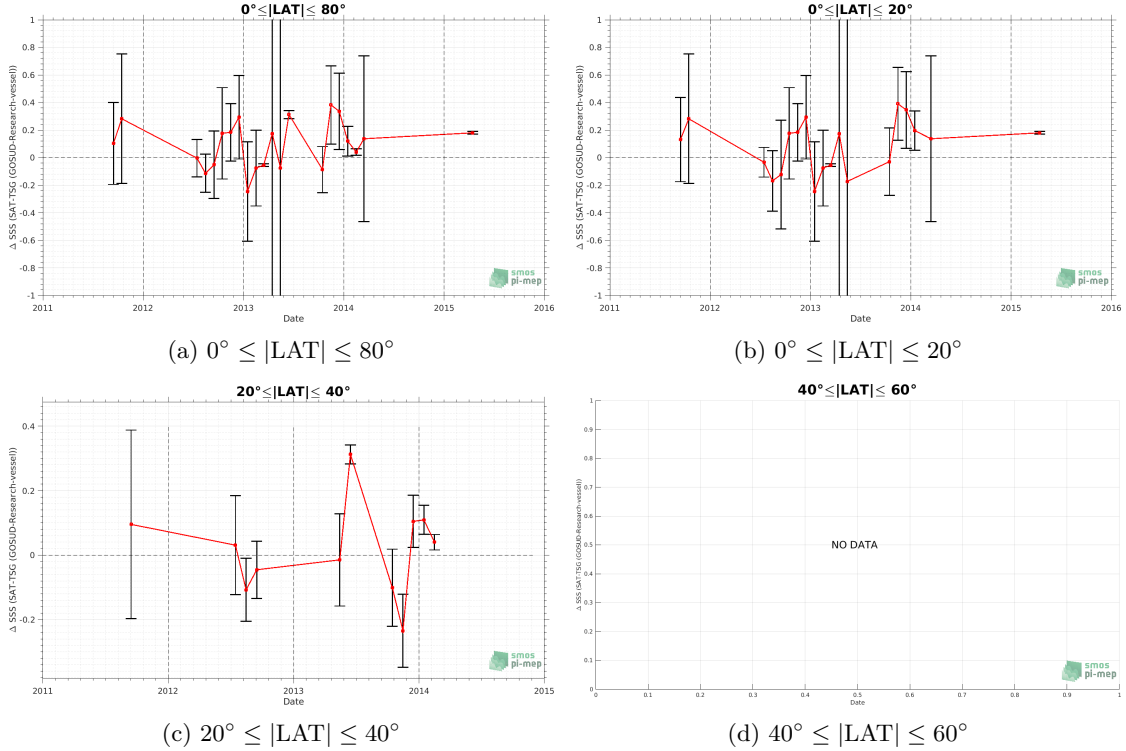 0°≤|LAT|≤ 80°
Δ SSS (SAT-TSG (GOSUD-Research-vessel))
1
0.8
0.6
0.4
0.2
0
-0.2
-0.4
-0.6
-0.8
-1
2011
2012
2013
2014
2015
2016
Date
smos
pi-mep
(a) 0° ≤ |LAT| ≤ 80°
0°≤|LAT|≤ 20°
Δ SSS (SAT-TSG (GOSUD-Research-vessel))
1
0.8
0.6
0.4
0.2
0
-0.2
-0.4
-0.6
-0.8
-1
2011
2012
2013
2014
2015
2016
Date
smos
pi-mep
(b) 0° ≤ |LAT| ≤ 20°
20°≤|LAT|≤ 40°
Δ SSS (SAT-TSG (GOSUD-Research-vessel))
0.4
0.2
0
-0.2
2011
2012
2013
2014
2015
Date
smos
pi-mep
(c) 20° ≤ |LAT| ≤ 40°
40°≤|LAT|≤ 60°
Δ SSS (SAT-TSG (GOSUD-Research-vessel))
1
0.9
0.8
0.7
0.6
0.5
0.4
0.3
0.2
0.1
0
NO DATA
0
0.1
0.2
0.3
0.4
0.5
0.6
0.7
0.8
0.9
1
Date
smos
pi-mep
(d) 40° ≤ |LAT| ≤ 60°